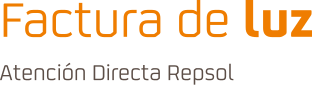 Factura de luz
Atención Directa Repsol